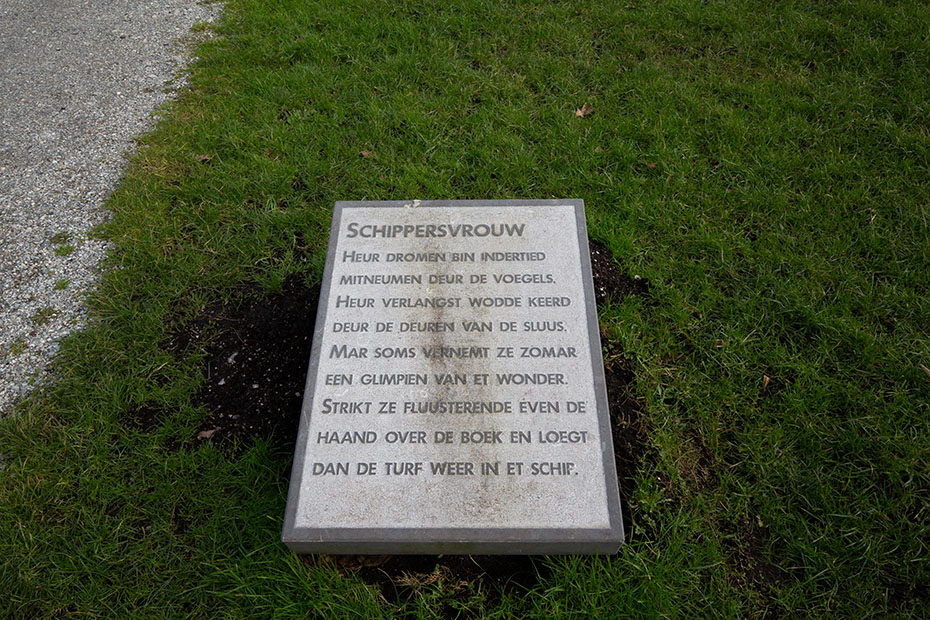 Schippersvrouw
Heur dromen bin indertied
mitneumen deur de voegels.
Heur verlangst wodde keerd
deur de deuren van de sluus.
Mar soms vernemt ze zomar
een glimpien van et wonder.
Strikt ze fluusterende even de
haand over de boek en loegt
dan de turf weer in et schip.